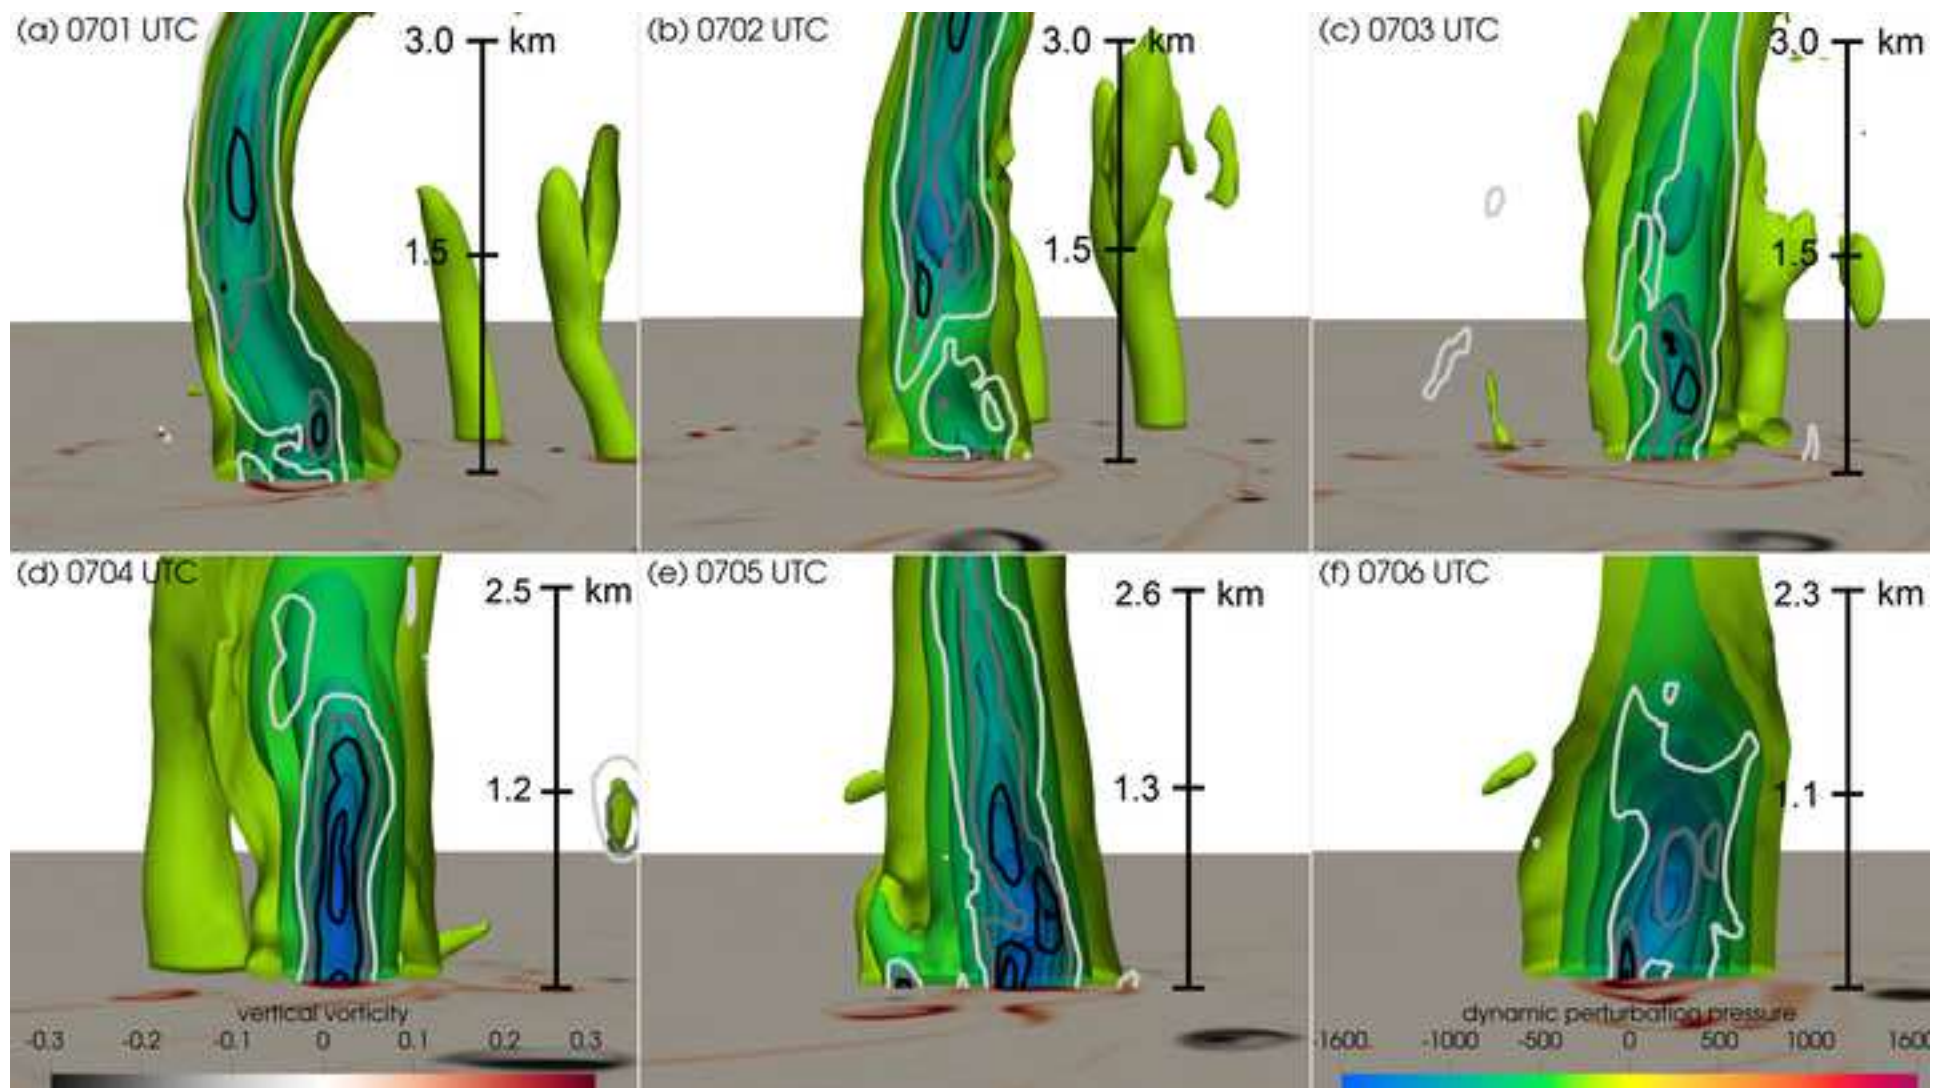 (a) 0701 UTC
3.0 km
1.5
(b) 0702 UTC
3.0 km
1.5
(c) 0703 UTC
3.0 km
1.5
(d) 0704 UTC
2.5 km
1.2
vertical vorticity
-0.3 -0.2 -0.1 0 0.1 0.2 0.3
(e) 0705 UTC
2.6 km
1.3
(f) 0706 UTC
2.3 km
1.1
dynamic perturbation pressure
-1600 -1000 -500 0 500 1000 1600